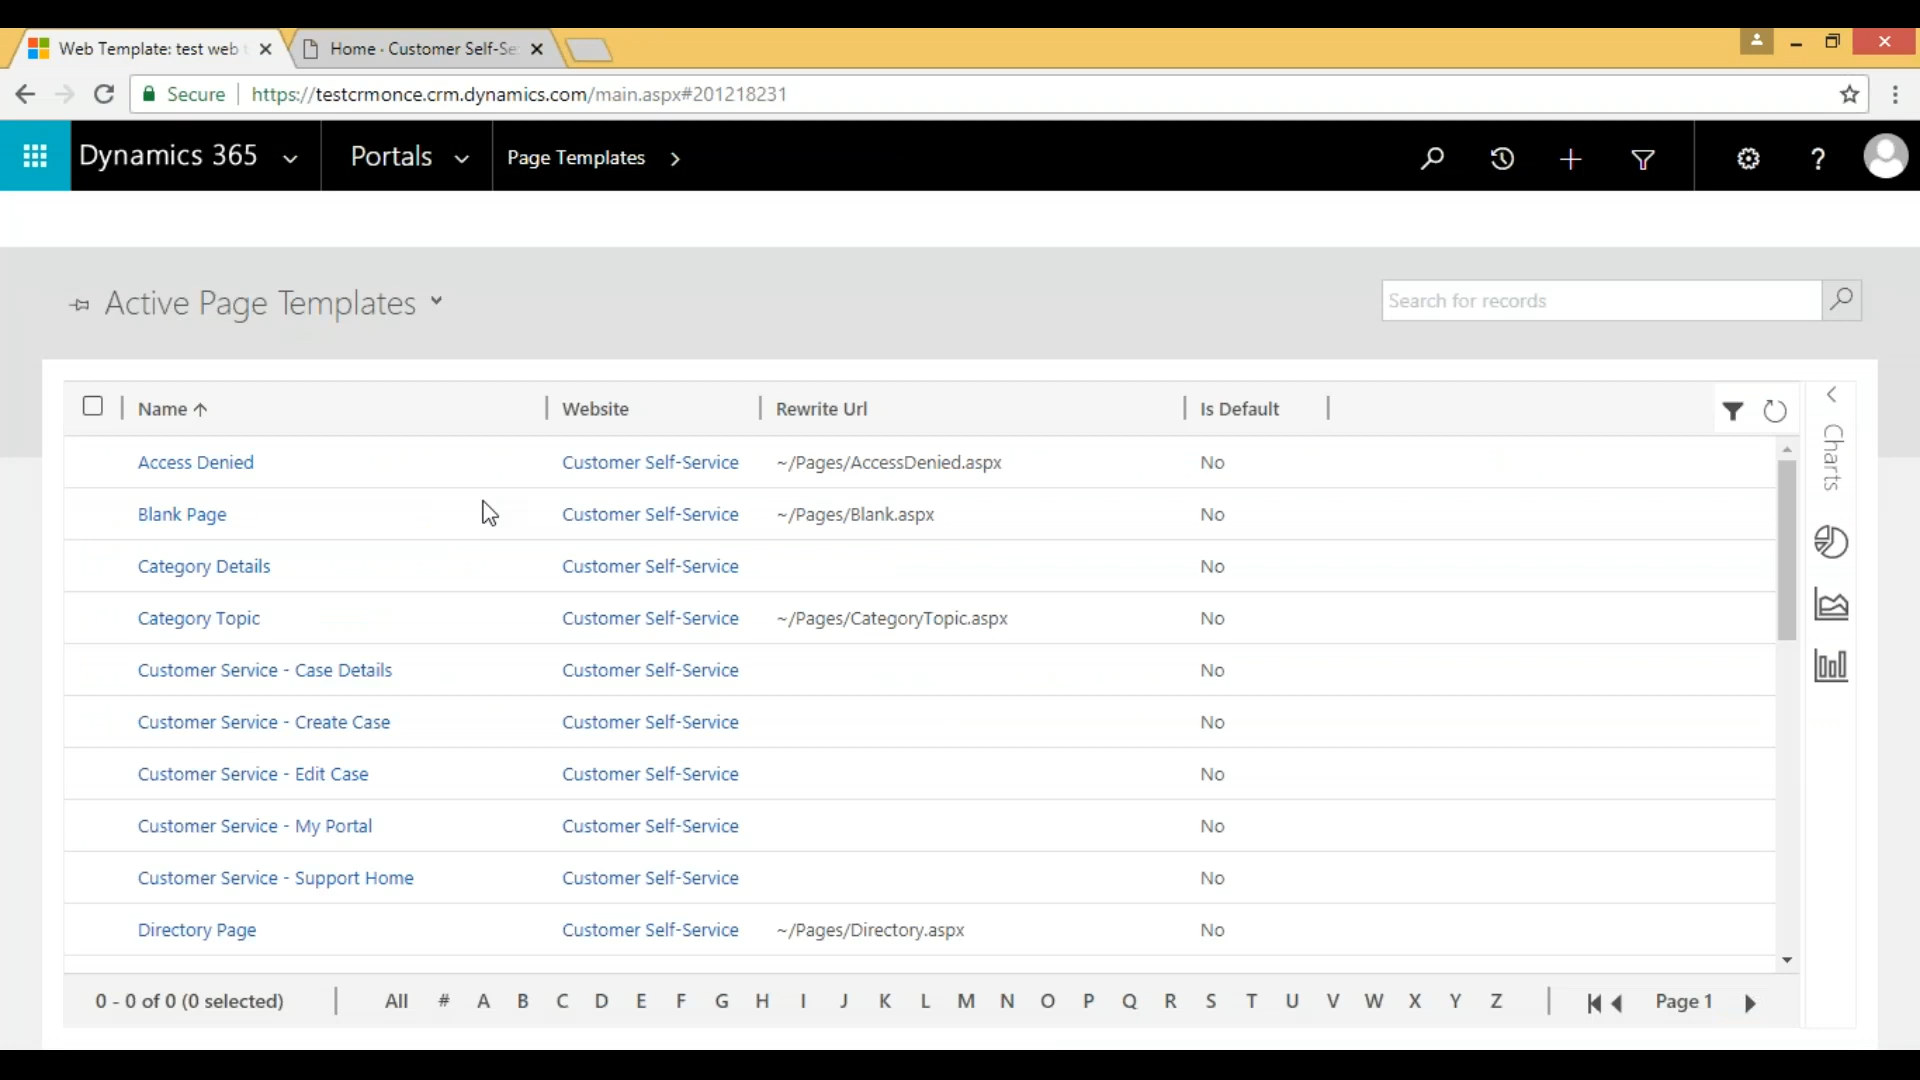 Web Template: test web
Home · Customer Self-Se
Secure https://testcrmonce.crm.dynamics.com/main.aspx#201218231
Dynamics 365 Portals Page Templates
Active Page Templates
Search for records
Name Website Rewrite Url Is Default
Charts
Access Denied Customer Self-Service ~/Pages/AccessDenied.aspx No
Blank Page Customer Self-Service ~/Pages/Blank.aspx No
Category Details Customer Self-Service No
Category Topic Customer Self-Service ~/Pages/CategoryTopic.aspx No
Customer Service - Case Details Customer Self-Service No
Customer Service - Create Case Customer Self-Service No
Customer Service - Edit Case Customer Self-Service No
Customer Service - My Portal Customer Self-Service No
Customer Service - Support Home Customer Self-Service No
Directory Page Customer Self-Service ~/Pages/Directory.aspx No
0 - 0 of 0 (0 selected) All # A B C D E F G H I J K L M N O P Q R S T U V W X Y Z Page 1